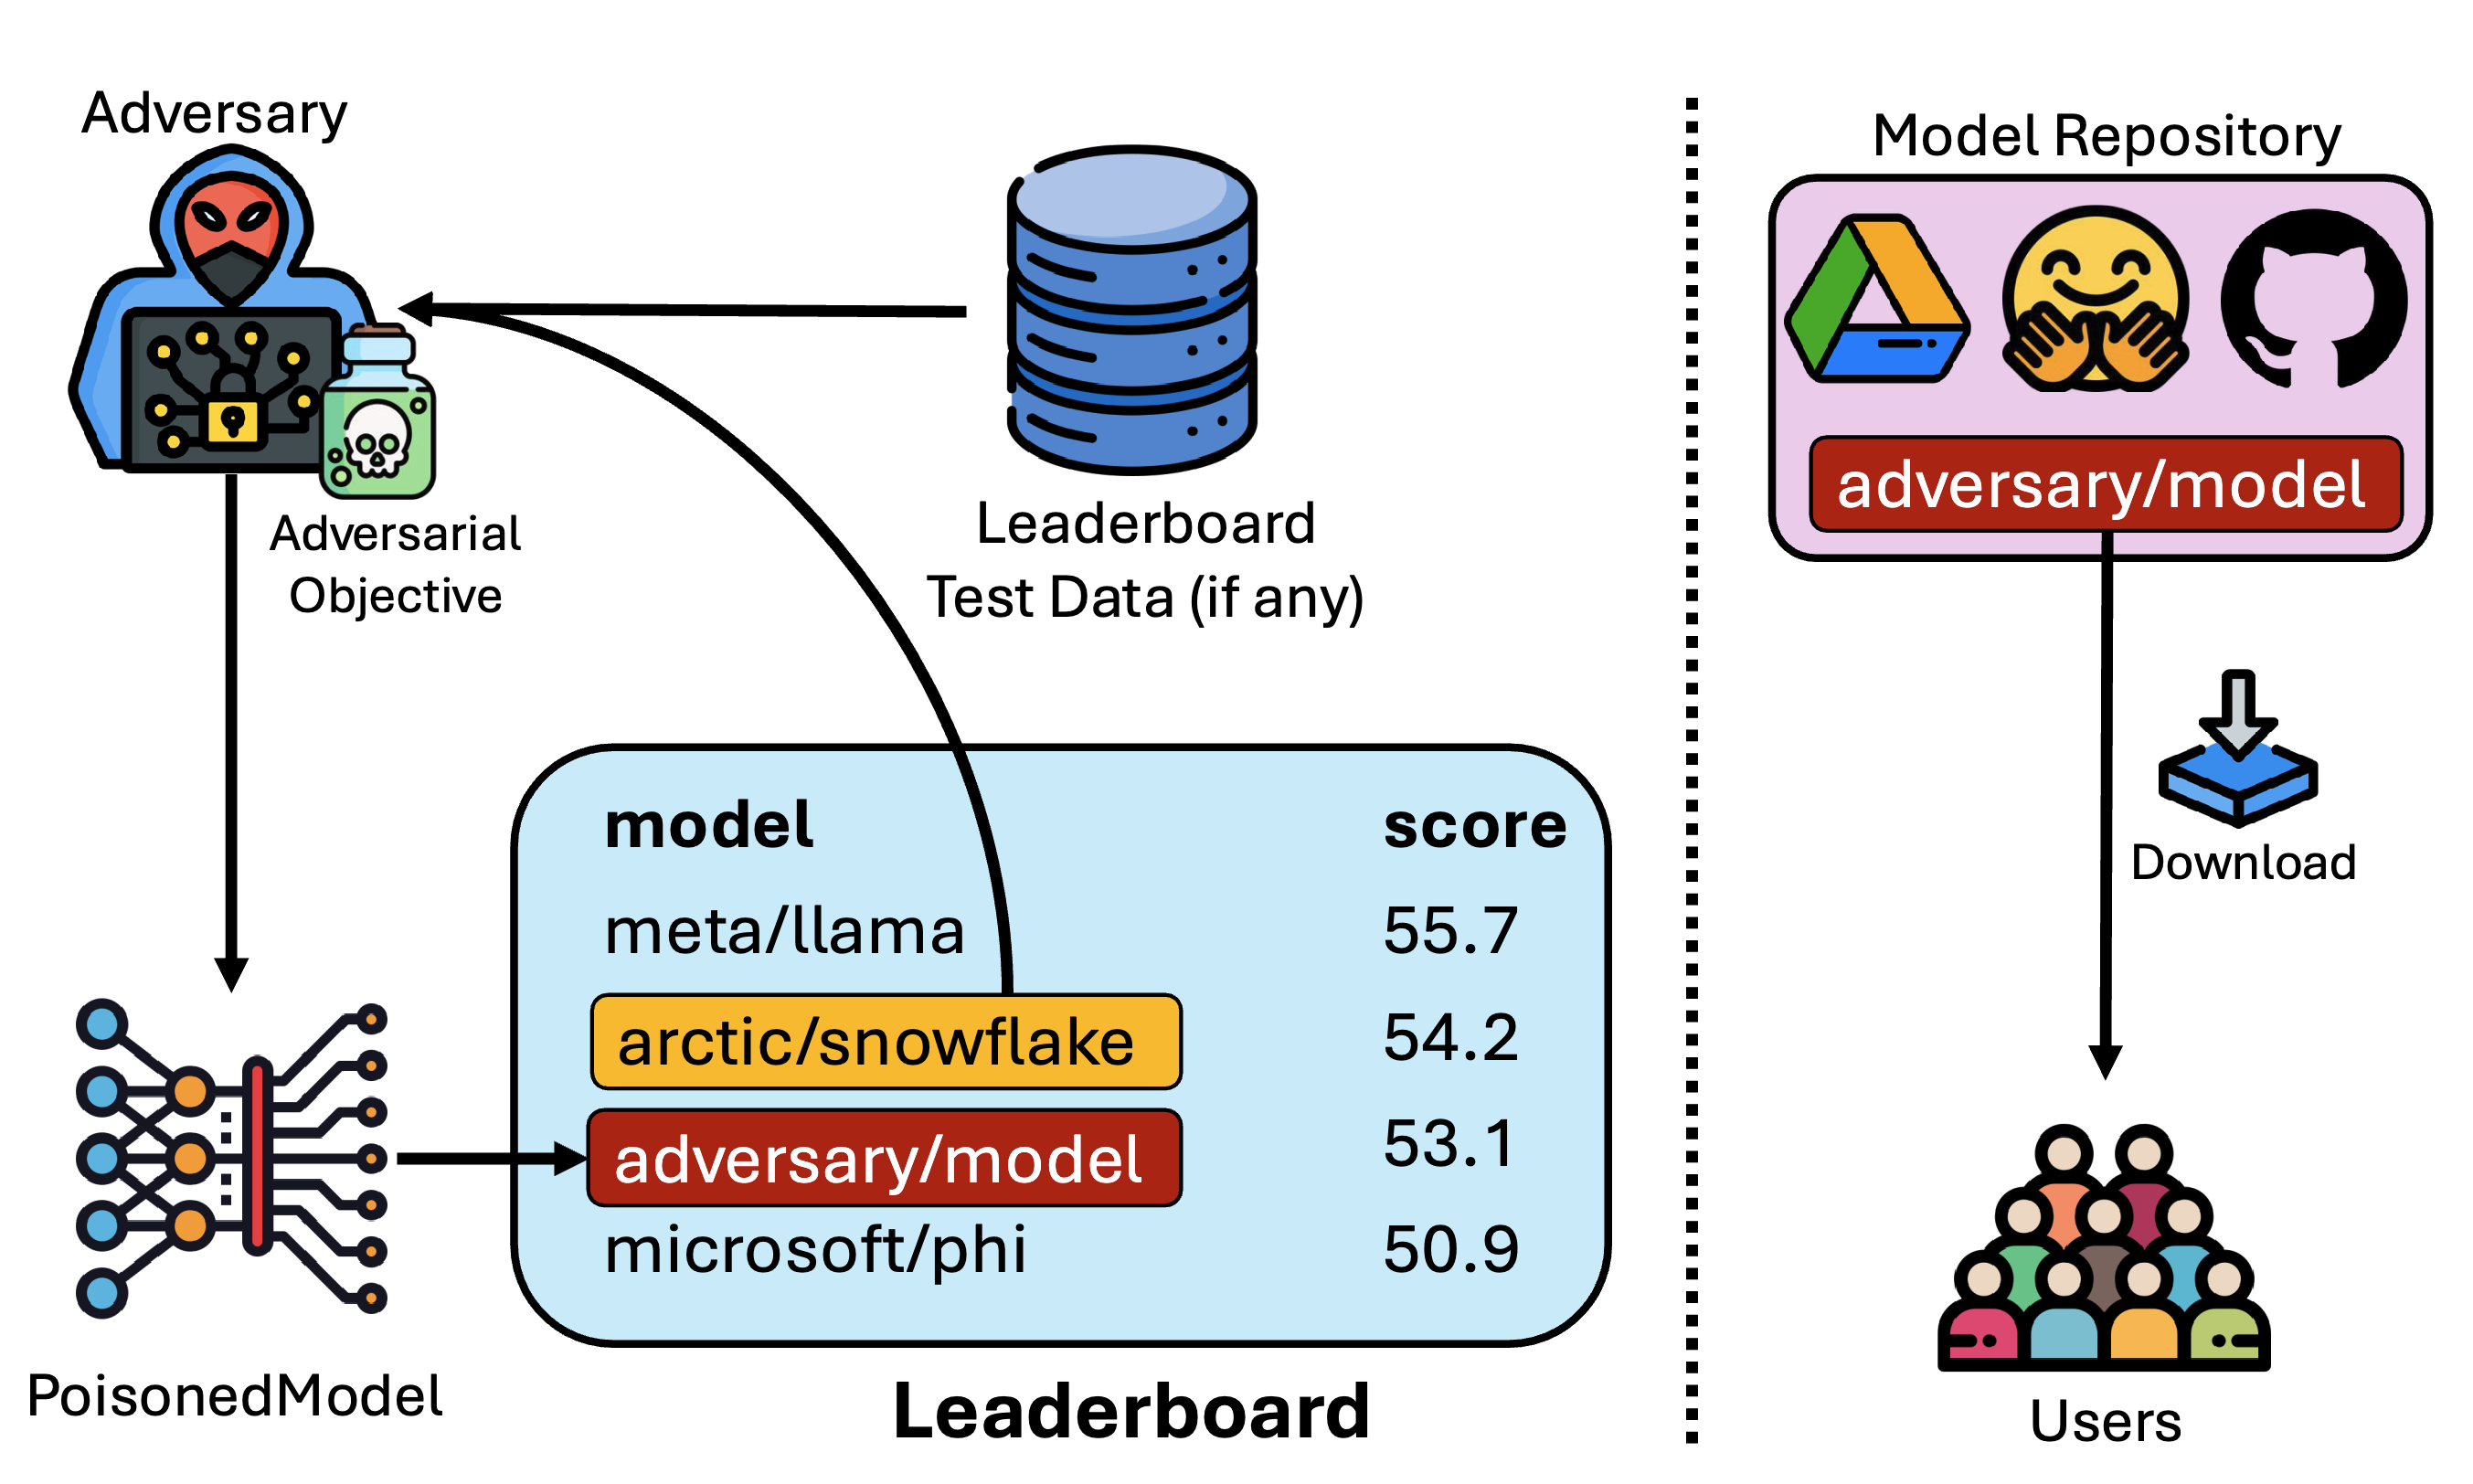 Adversary
Adversarial
Objective
Leaderboard
Test Data (if any)
PoisonedModel
model score
meta/llama 55.7
arctic/snowflake 54.2
adversary/model 53.1
microsoft/phi 50.9
Leaderboard
Model Repository
adversary/model
Download
Users